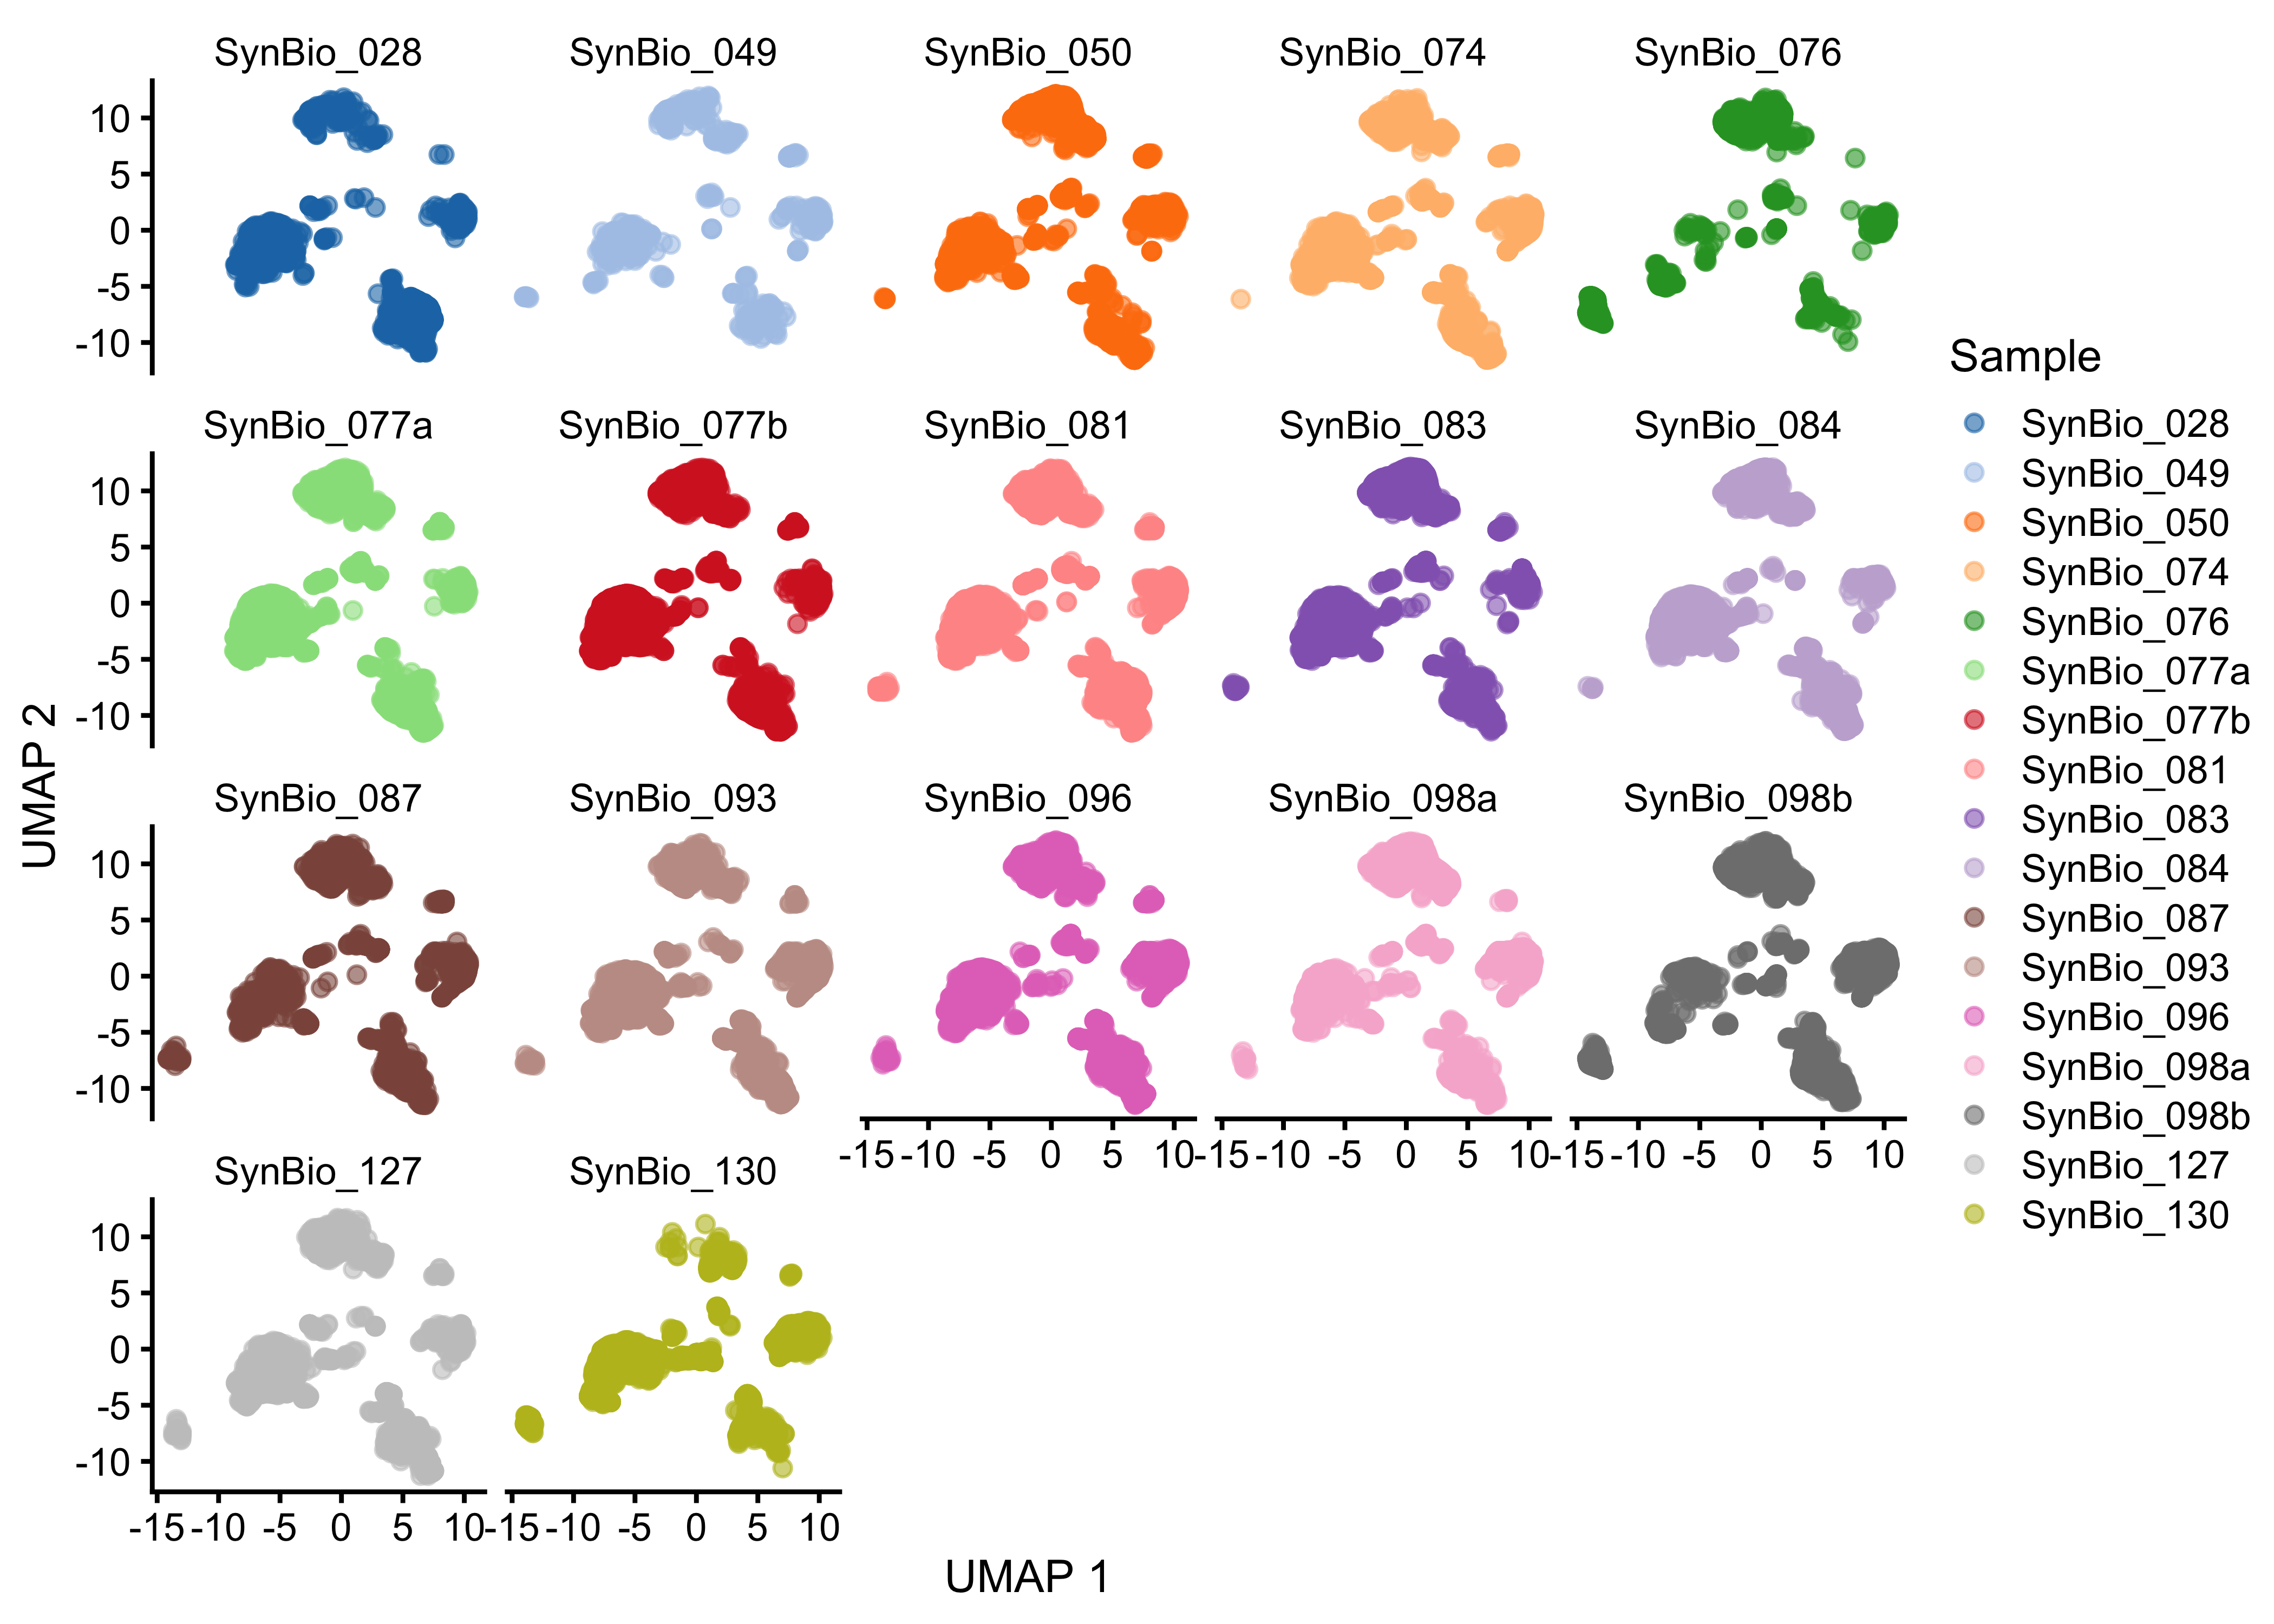 SynBio_028 SynBio_049 SynBio_050 SynBio_074 SynBio_076
10
5
0
-5
-10
SynBio_077a SynBio_077b SynBio_081 SynBio_083 SynBio_084
10
5
0
-5
-10
SynBio_087 SynBio_093 SynBio_096 SynBio_098a SynBio_098b
10
5
0
-5
-10
-15 -10 -5 0 5 10 -15 -10 -5 0 5 10 -15 -10 -5 0 5 10
SynBio_127 SynBio_130
10
5
0
-5
-10
-15 -10 -5 0 5 10 -15 -10 -5 0 5 10
UMAP 1
UMAP 2
Sample
SynBio_028
SynBio_049
SynBio_050
SynBio_074
SynBio_076
SynBio_077a
SynBio_077b
SynBio_081
SynBio_083
SynBio_084
SynBio_087
SynBio_093
SynBio_096
SynBio_098a
SynBio_098b
SynBio_127
SynBio_130